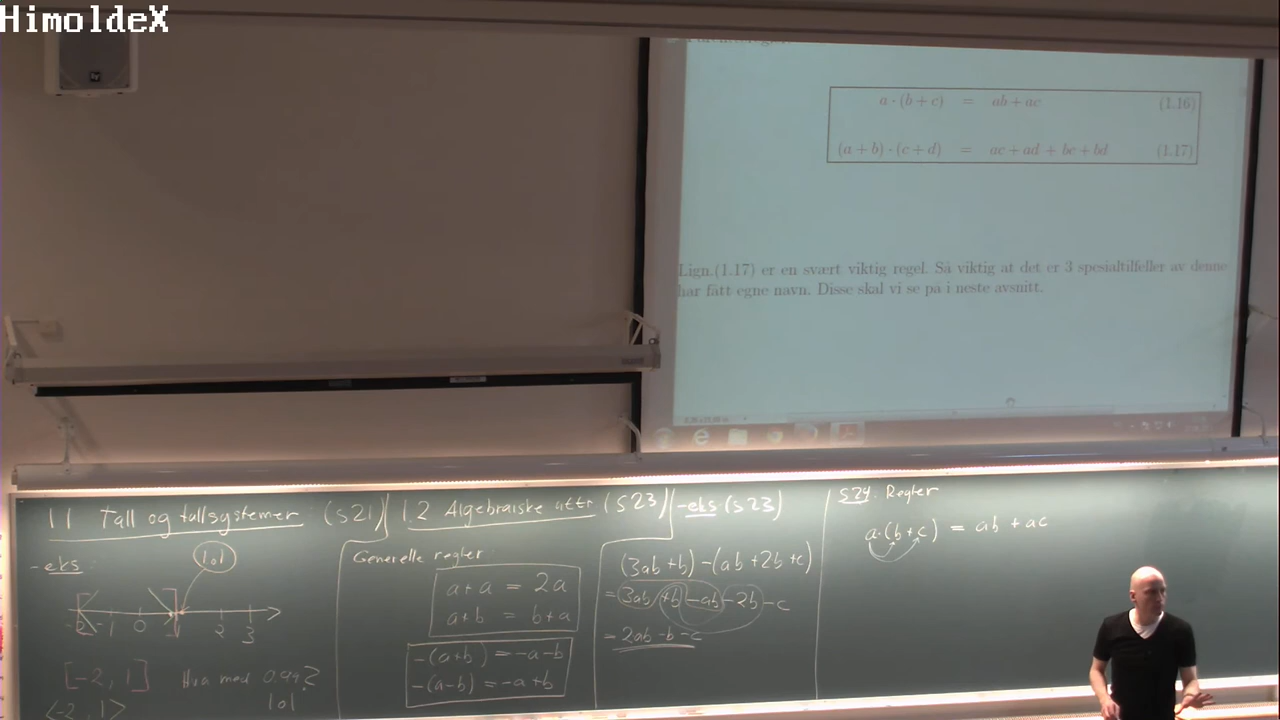 HimoldeX
a · (b + c) = ab + ac (1.16)
(a + b) · (c + d) = ac + ad + bc + bd (1.17)
Lign.(1.17) er en svært viktig regel. Så viktig at det er 3 spesialtilfeller av denne
har fått egne navn. Disse skal vi se på i neste avsnitt.
1.1 Tall og tallsystemer (s21)
- eks:
1.01
-2 -1 0 1 2 3
[-2, 1] Hva med 0.99?
<-2, 1> 1.01
1.2 Algebraiske uttr (s23)
Generelle regler:
a + a = 2a
a + b = b + a
-(a+b) = -a-b
-(a-b) = -a+b
- eks (s23)
(3ab + b) - (ab + 2b + c)
= 3ab + b - ab - 2b - c
= 2ab - b - c
s24. Regler
a·(b+c) = ab + ac